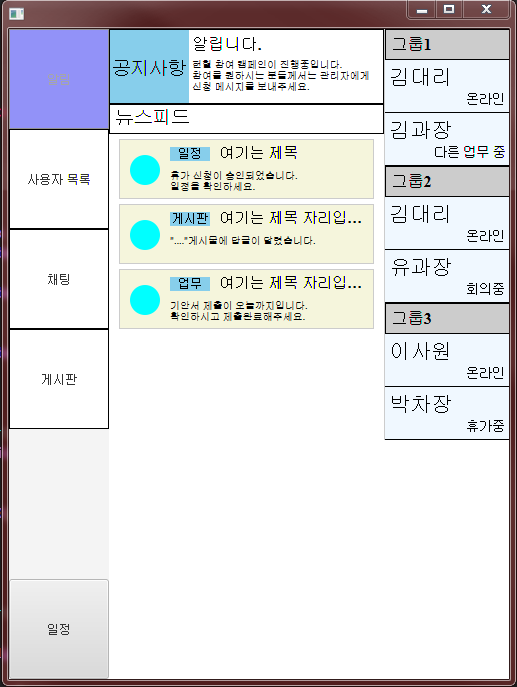 알림
사용자 목록
채팅
게시판
일정
공지사항
알립니다.
헌혈 참여 캠페인이 진행중입니다.
참여를 원하시는 분들께서는 관리자에게
신청 메시지를 보내주세요.
뉴스피드
일정 여기는 제목
휴가 신청이 승인되었습니다.
일정을 확인하세요.
게시판 여기는 제목 자리입...
"...."게시물에 답글이 달렸습니다.
업무 여기는 제목 자리입...
기안서 제출이 오늘까지입니다.
확인하시고 제출완료해주세요.
그룹1
김대리
온라인
김과장
다른 업무 중
그룹2
김대리
온라인
유과장
회의중
그룹3
이사원
온라인
박차장
휴가중